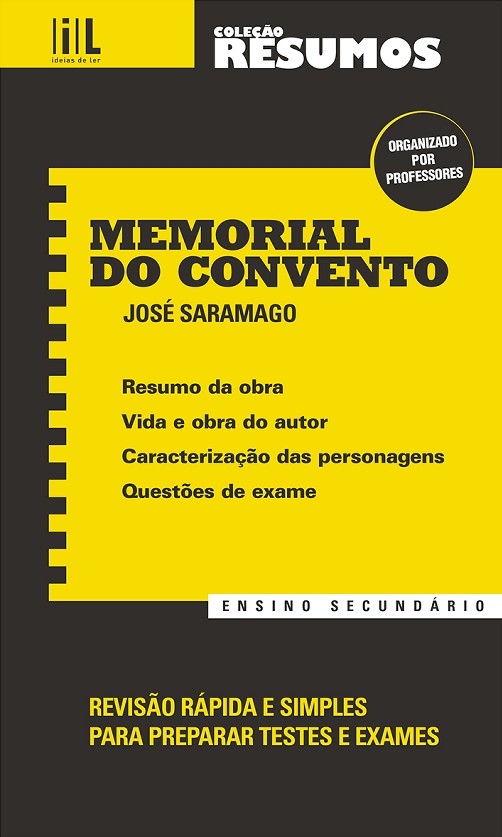 iL
ideias de ler
COLEÇÃO
RESUMOS
ORGANIZADO
POR
PROFESSORES
MEMORIAL
DO CONVENTO
JOSÉ SARAMAGO
Resumo da obra
Vida e obra do autor
Caracterização das personagens
Questões de exame
ENSINO SECUNDÁRIO
REVISÃO RÁPIDA E SIMPLES
PARA PREPARAR TESTES E EXAMES